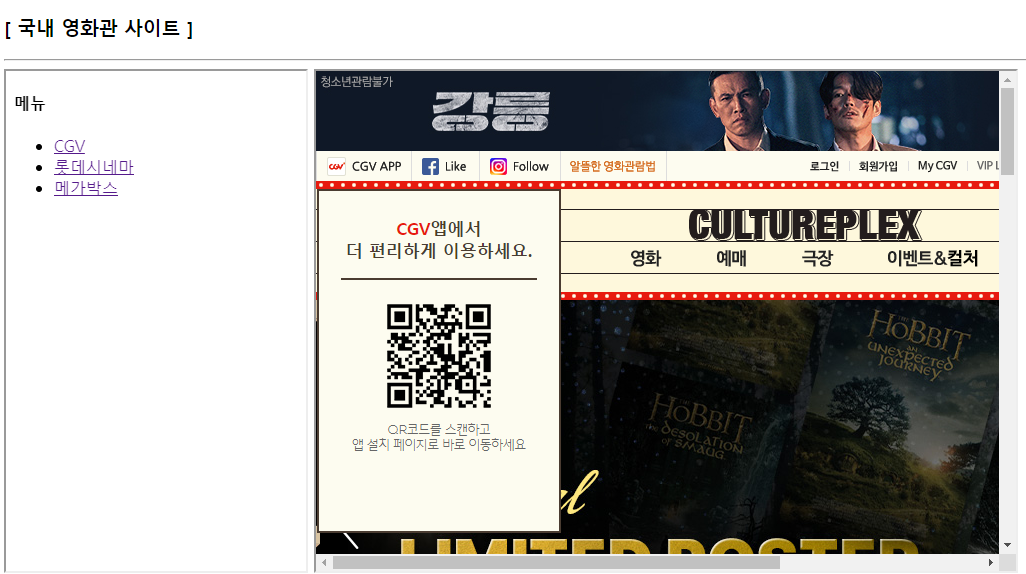 [ 국내 영화관 사이트 ]
메뉴
CGV
롯데시네마
메가박스
청소년관람불가
강릉
CGV CGV APP
Like
Follow
알뜰한 영화관람법
로그인
회원가입
My CGV
VIP L
CGV앱에서
더 편리하게 이용하세요.
QR코드를 스캔하고
앱 설치 페이지로 바로 이동하세요
CULTUREPLEX
영화 예매 극장 이벤트&컬처
THE
HOBBIT
AN
UNEXPECTED
JOURNEY
THE
HOBBIT
THE DESOLATION
OF SMAUG
LIMITED POSTER